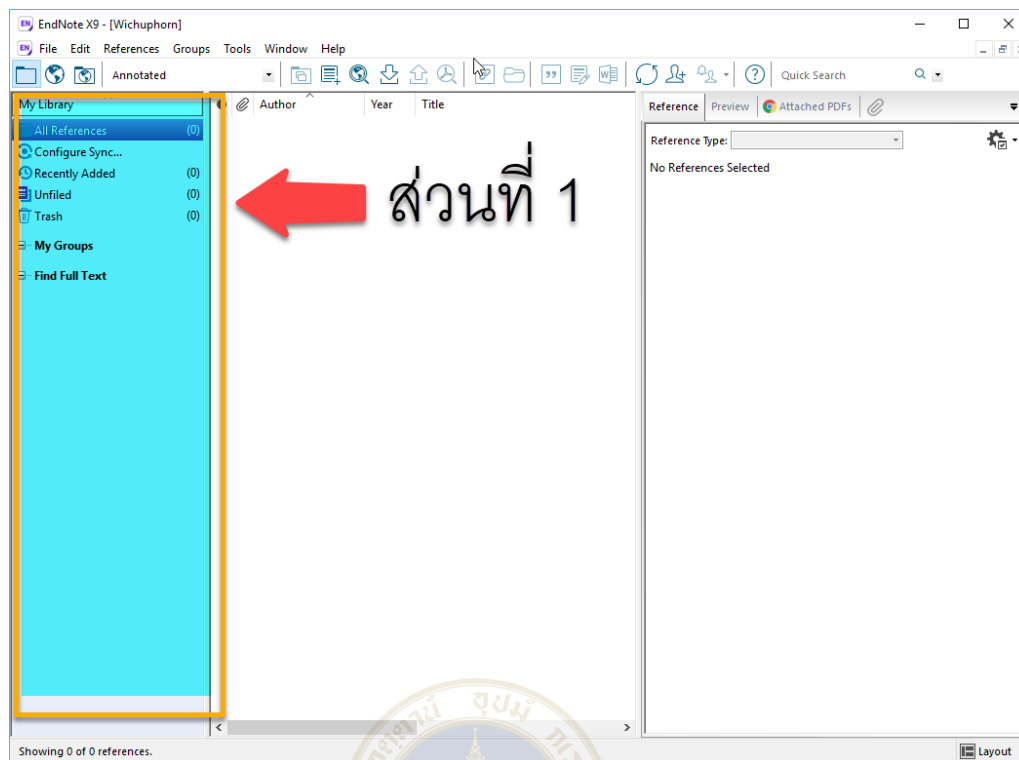 EndNote X9 - [Wichuphorn]
File Edit References Groups Tools Window Help
Annotated Quick Search
My Library
All References (0)
Configure Sync...
Recently Added (0)
Unfiled (0)
Trash (0)
My Groups
Find Full Text
Author Year Title
ส่วนที่ 1
Reference Preview Attached PDFs
Reference Type:
No References Selected
Showing 0 of 0 references. Layout